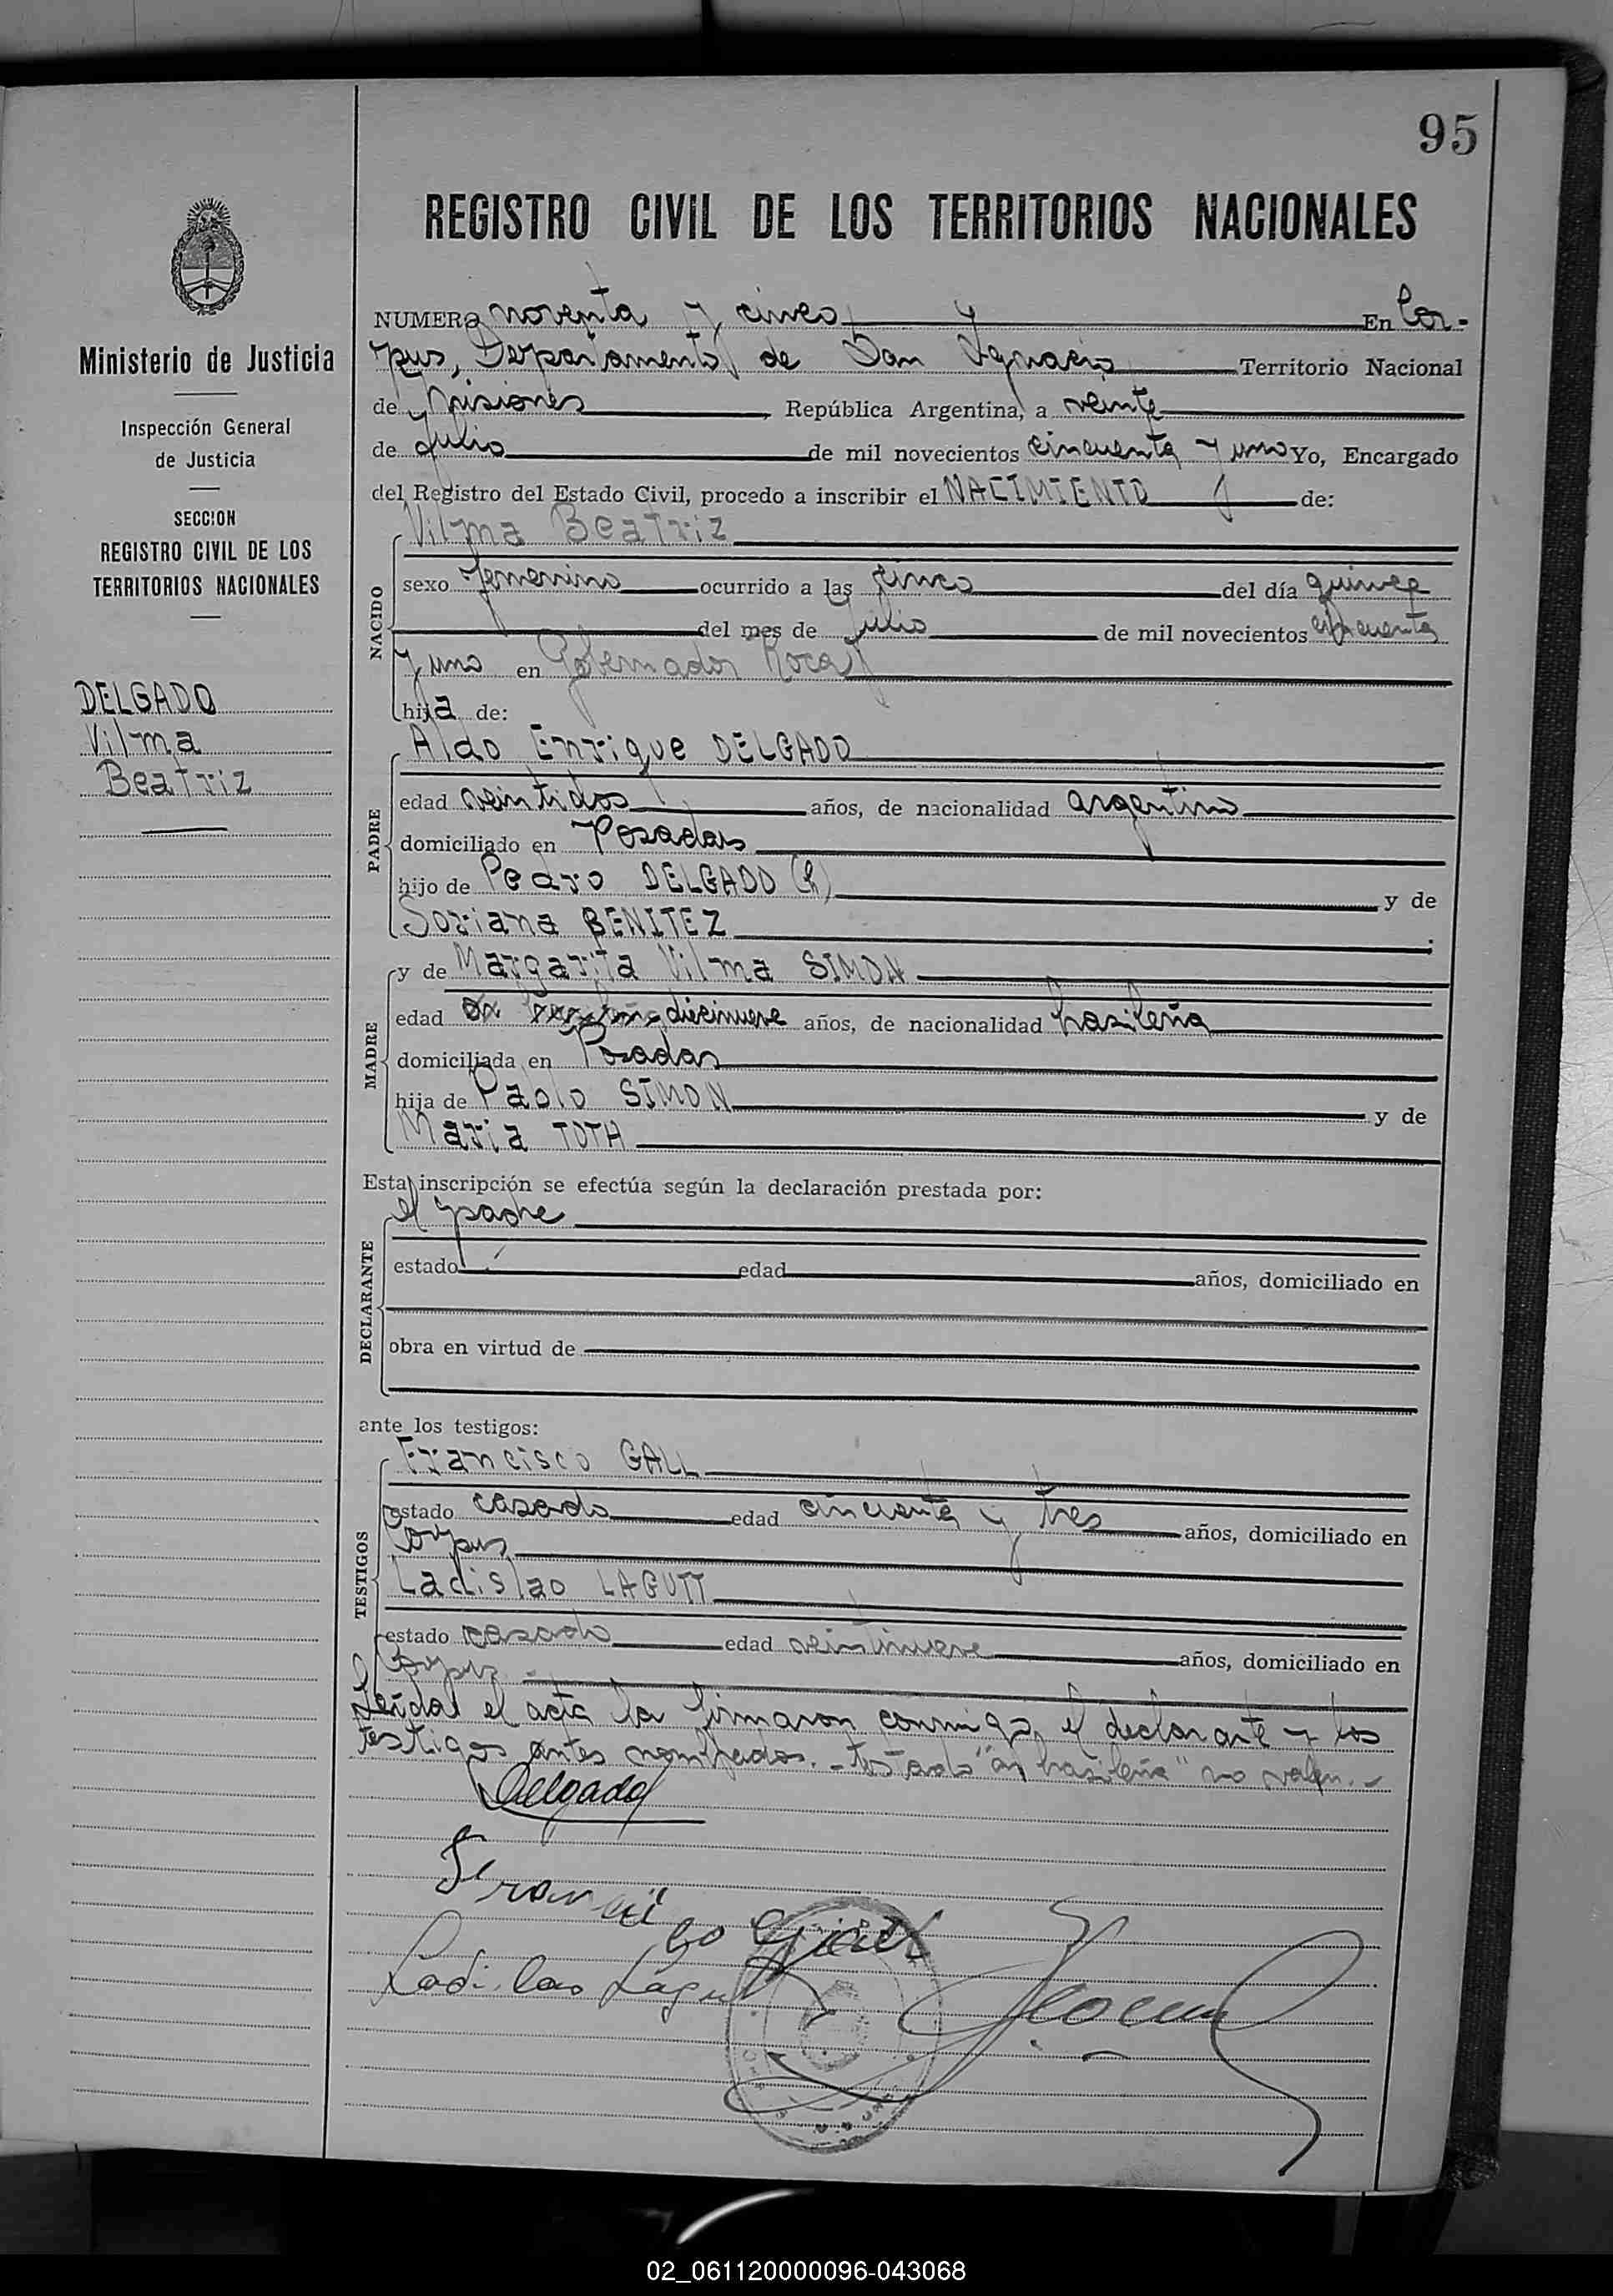 95
REGISTRO CIVIL DE LOS TERRITORIOS NACIONALES
Ministerio de Justicia
Inspección General
de Justicia
SECCION
REGISTRO CIVIL DE LOS
TERRITORIOS NACIONALES
DELGADO
Vilma
Beatriz
NUMERO noventa y cinco En Cor-
pus, Departamento de San Ignacio Territorio Nacional
de Misiones, República Argentina, a veinte
de Julio de mil novecientos cincuenta y uno Yo, Encargado
del Registro del Estado Civil, procedo a inscribir el NACIMIENTO de:
Vilma Beatriz
NACIDO
sexo femenino ocurrido a las cinco del día quince
del mes de julio de mil novecientos cincuenta
y uno en Gobernador Roca
hija de:
Aldo Enrique DELGADO
PADRE
edad veintidos años, de nacionalidad argentino
domiciliado en Posadas
hijo de Pedro DELGADO (h) y de
Soriana BENITEZ;
y de Margarita Vilma SIMON
MADRE
edad diecinueve años, de nacionalidad brasileña
domiciliada en Posadas
hija de Paolo SIMON y de
Maria TOTH
Esta inscripción se efectúa según la declaración prestada por:
el padre
DECLARANTE
estado edad años, domiciliado en
obra en virtud de
ante los testigos:
Francisco GALL
TESTIGOS
estado casado edad cincuenta y tres años, domiciliado en
Corpus
Ladislao LAGUTT
estado casado edad veintinueve años, domiciliado en
Corpus.-
Leída el acta la firmaron conmigo, el declarante y los
testigos antes nombrados.- Testado " brasileña" no valen.-
Delgado
Ladislao
02_061120000096-043068